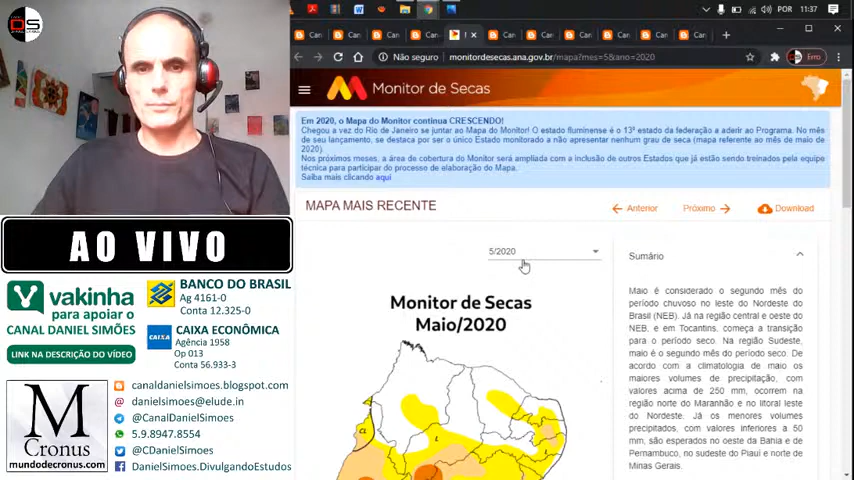 DS
AO VIVO
vakinha
para apoiar o
CANAL DANIEL SIMÕES
LINK NA DESCRIÇÃO DO VÍDEO
BANCO DO BRASIL
Ag 4161-0
Conta 12.325-0
CAIXA
CAIXA ECONÔMICA
Agência 1958
Op 013
Conta 56.933-3
M
Cronus
mundodecronus.com
canaldanielsimoes.blogspot.com
danielsimoes@elude.in
@CanalDanielSimoes
5.9.8947.8554
@CDanielSimoes
DanielSimoes.DivulgandoEstudos
POR
11:37
Não seguro
monitordesecas.ana.gov.br/mapa?mes=5&ano=2020
Erro
Monitor de Secas
Em 2020, o Mapa do Monitor continua CRESCENDO!
Chegou a vez do Rio de Janeiro se juntar ao Mapa do Monitor! O estado fluminense é o 13º estado da federação a aderir ao Programa. No mês
de seu lançamento, se destaca por ser o único Estado monitorado a não apresentar nenhum grau de seca (mapa referente ao mês de maio de
2020).
Nos próximos meses, a área de cobertura do Monitor será ampliada com a inclusão de outros Estados que já estão sendo treinados pela equipe
técnica para participar do processo de elaboração do Mapa.
Saiba mais clicando aqui
MAPA MAIS RECENTE
Anterior
Próximo
Download
5/2020
Monitor de Secas
Maio/2020
CL
L
Sumário
Maio é considerado o segundo mês do
período chuvoso no leste do Nordeste do
Brasil (NEB). Já na região central e oeste do
NEB, e em Tocantins, começa a transição
para o período seco. Na região Sudeste,
maio é o segundo mês do período seco. De
acordo com a climatologia de maio os
maiores volumes de precipitação, com
valores acima de 250 mm, ocorrem na
região norte do Maranhão e no litoral leste
do Nordeste. Já os menores volumes
precipitados, com valores inferiores a 50
mm, são esperados no oeste da Bahia e de
Pernambuco, no sudeste do Piauí e norte de
Minas Gerais.